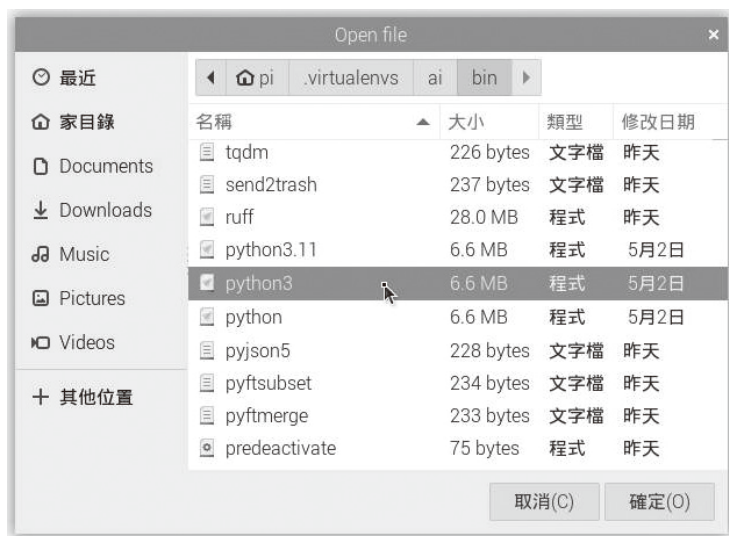 Open file
最近
家目錄
Documents
Downloads
Music
Pictures
Videos
其他位置
pi .virtualenvs ai bin
名稱 大小 類型 修改日期
tqdm 226 bytes 文字檔 昨天
send2trash 237 bytes 文字檔 昨天
ruff 28.0 MB 程式 昨天
python3.11 6.6 MB 程式 5月2日
python3 6.6 MB 程式 5月2日
python 6.6 MB 程式 5月2日
pyjson5 228 bytes 文字檔 昨天
pyftsubset 234 bytes 文字檔 昨天
pyftmerge 233 bytes 文字檔 昨天
predeactivate 75 bytes 程式 昨天
取消(C) 確定(O)